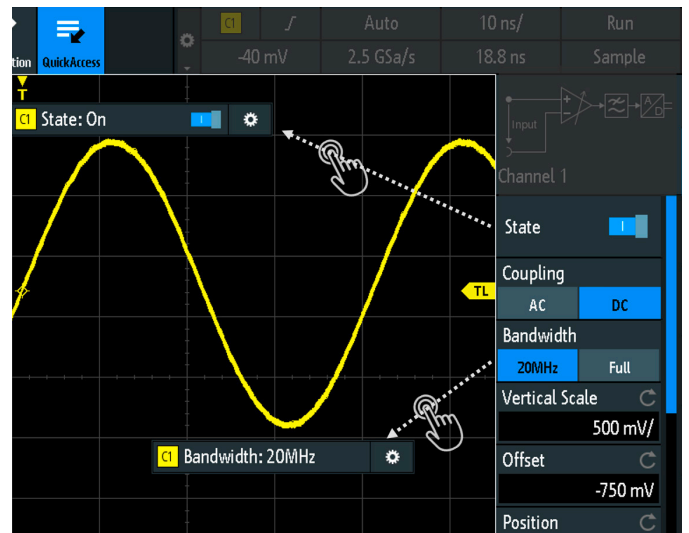 tion QuickAccess
C1 Auto 10 ns/ Run
-40 mV 2.5 GSa/s 18.8 ns Sample
T
C1 State: On
Input
A/D
Channel 1
State
TL
Coupling
AC DC
Bandwidth
20MHz Full
Vertical Scale
500 mV/
C1 Bandwidth: 20MHz
Offset
-750 mV
Position